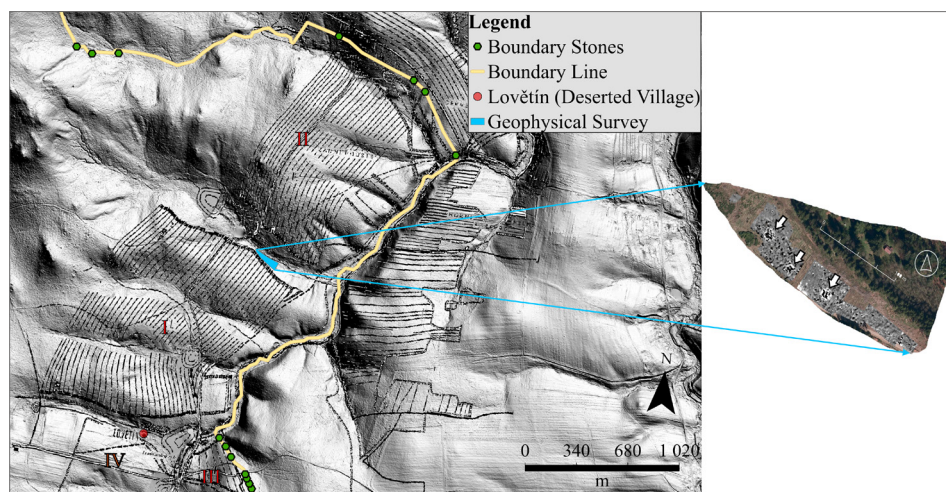 Legend
Boundary Stones
Boundary Line
Lovětín (Deserted Village)
Geophysical Survey
II
I
N
0 340 680 1 020
m
IV
III